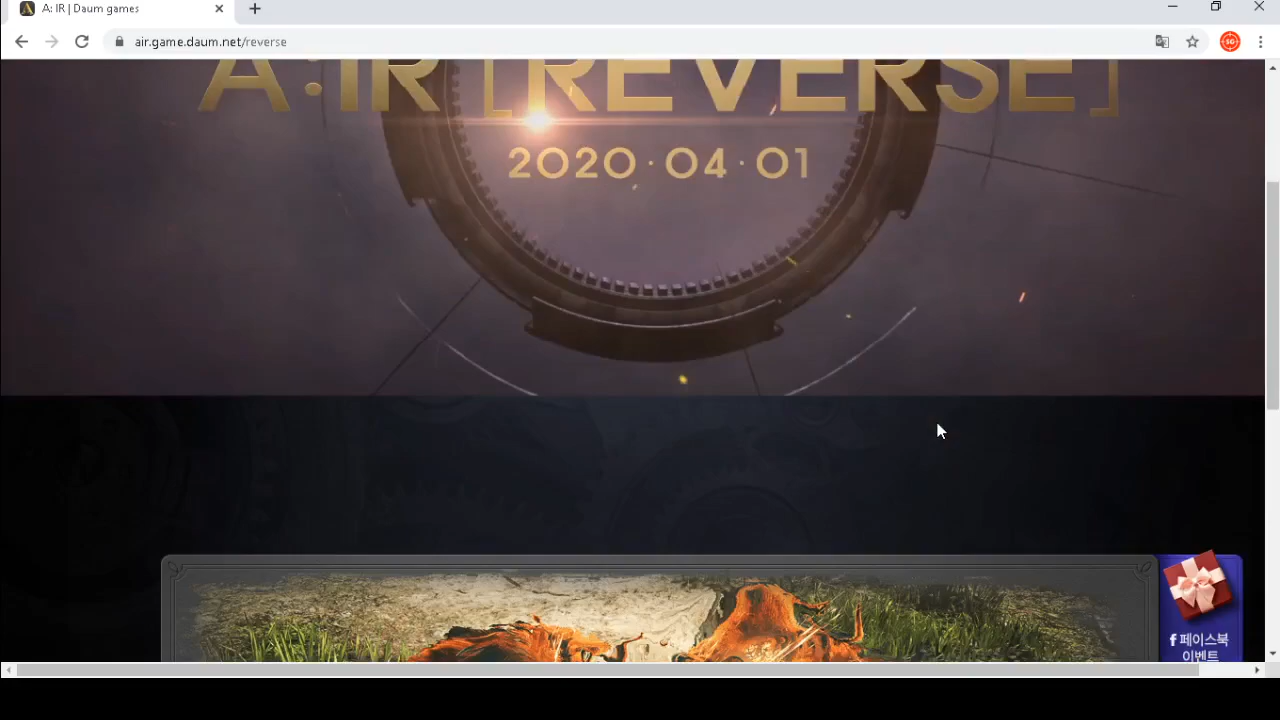 A: IR | Daum games
air.game.daum.net/reverse
A:IR [REVERSE]
2020·04·01
f 페이스북
이벤트